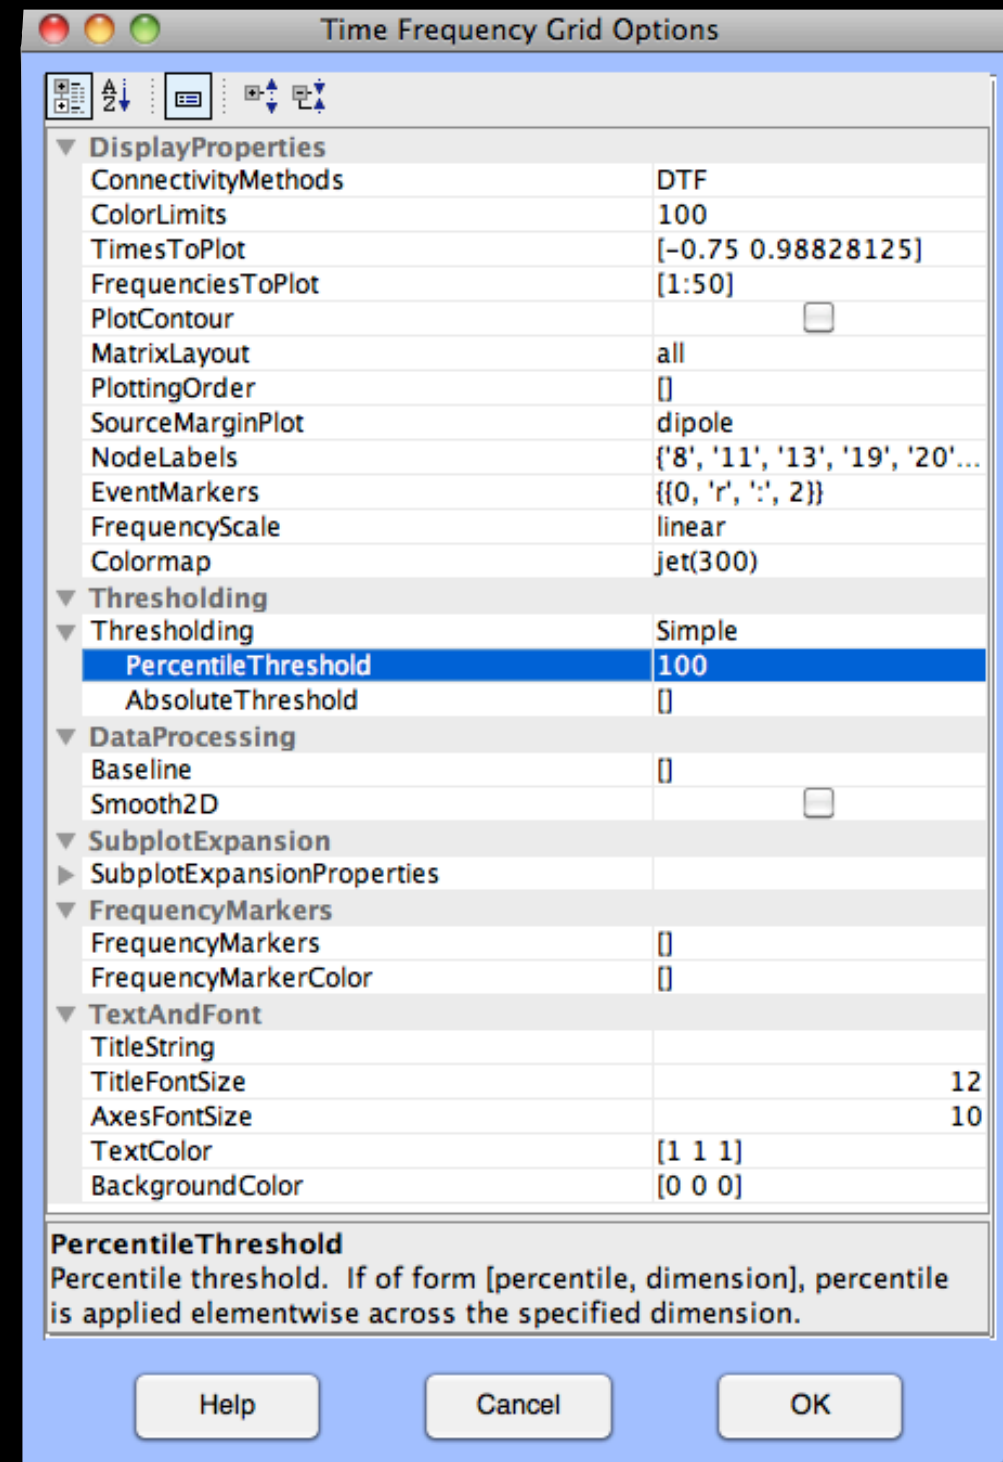 Time Frequency Grid Options
DisplayProperties
ConnectivityMethods DTF
ColorLimits 100
TimesToPlot [-0.75 0.98828125]
FrequenciesToPlot [1:50]
PlotContour
MatrixLayout all
PlottingOrder []
SourceMarginPlot dipole
NodeLabels {'8', '11', '13', '19', '20'...
EventMarkers {{0, 'r', ':', 2}}
FrequencyScale linear
Colormap jet(300)
Thresholding
Thresholding Simple
PercentileThreshold 100
AbsoluteThreshold []
DataProcessing
Baseline []
Smooth2D
SubplotExpansion
SubplotExpansionProperties
FrequencyMarkers
FrequencyMarkers []
FrequencyMarkerColor []
TextAndFont
TitleString
TitleFontSize 12
AxesFontSize 10
TextColor [1 1 1]
BackgroundColor [0 0 0]
PercentileThreshold
Percentile threshold. If of form [percentile, dimension], percentile
is applied elementwise across the specified dimension.
Help Cancel OK